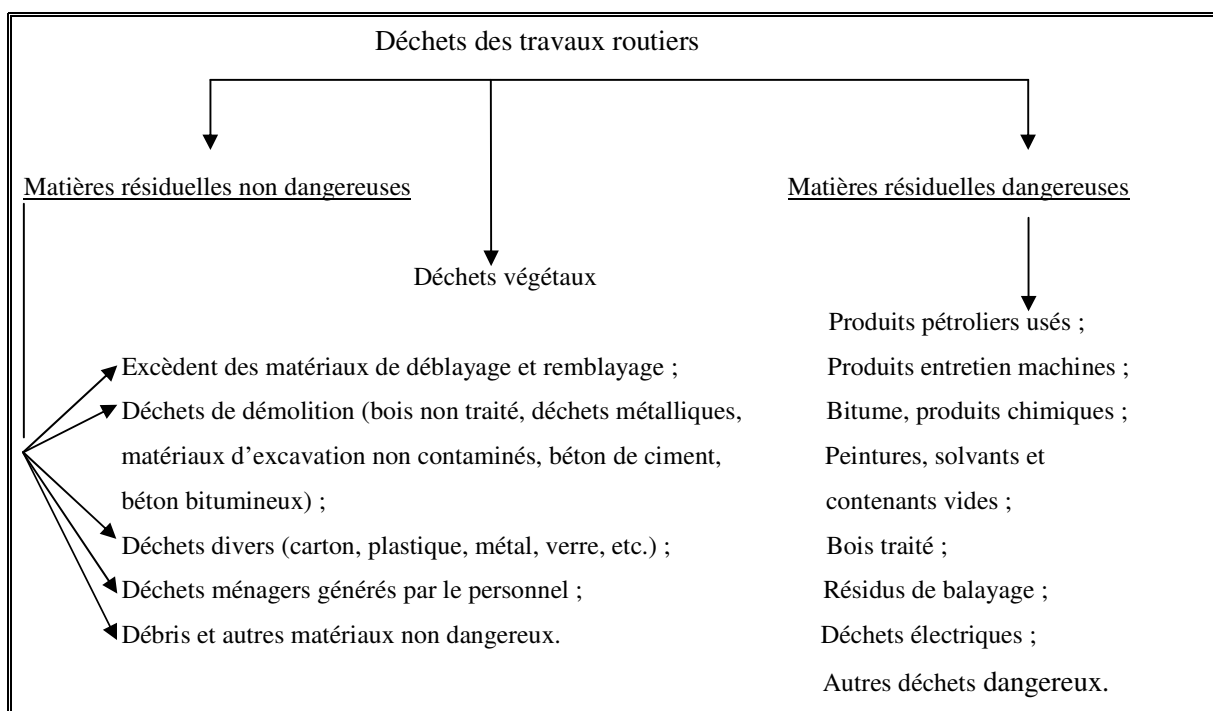 Déchets des travaux routiers
Matières résiduelles non dangereuses
Matières résiduelles dangereuses
Déchets végétaux
Excèdent des matériaux de déblayage et remblayage ;
Déchets de démolition (bois non traité, déchets métalliques,
matériaux d’excavation non contaminés, béton de ciment,
béton bitumineux) ;
Déchets divers (carton, plastique, métal, verre, etc.) ;
Déchets ménagers générés par le personnel ;
Débris et autres matériaux non dangereux.
Produits pétroliers usés ;
Produits entretien machines ;
Bitume, produits chimiques ;
Peintures, solvants et
contenants vides ;
Bois traité ;
Résidus de balayage ;
Déchets électriques ;
Autres déchets dangereux.